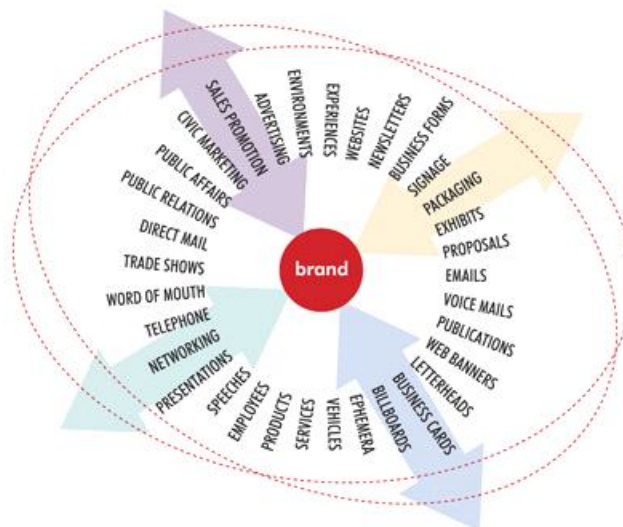 brand
SALES PROMOTION
ADVERTISING
ENVIRONMENTS
EXPERIENCES
WEBSITES
NEWSLETTERS
BUSINESS FORMS
SIGNAGE
PACKAGING
EXHIBITS
PROPOSALS
EMAILS
VOICE MAILS
PUBLICATIONS
WEB BANNERS
LETTERHEADS
BUSINESS CARDS
BILLBOARDS
EPHEMERA
VEHICLES
SERVICES
PRODUCTS
EMPLOYEES
SPEECHES
PRESENTATIONS
NETWORKING
TELEPHONE
WORD OF MOUTH
TRADE SHOWS
DIRECT MAIL
PUBLIC RELATIONS
PUBLIC AFFAIRS
CIVIC MARKETING